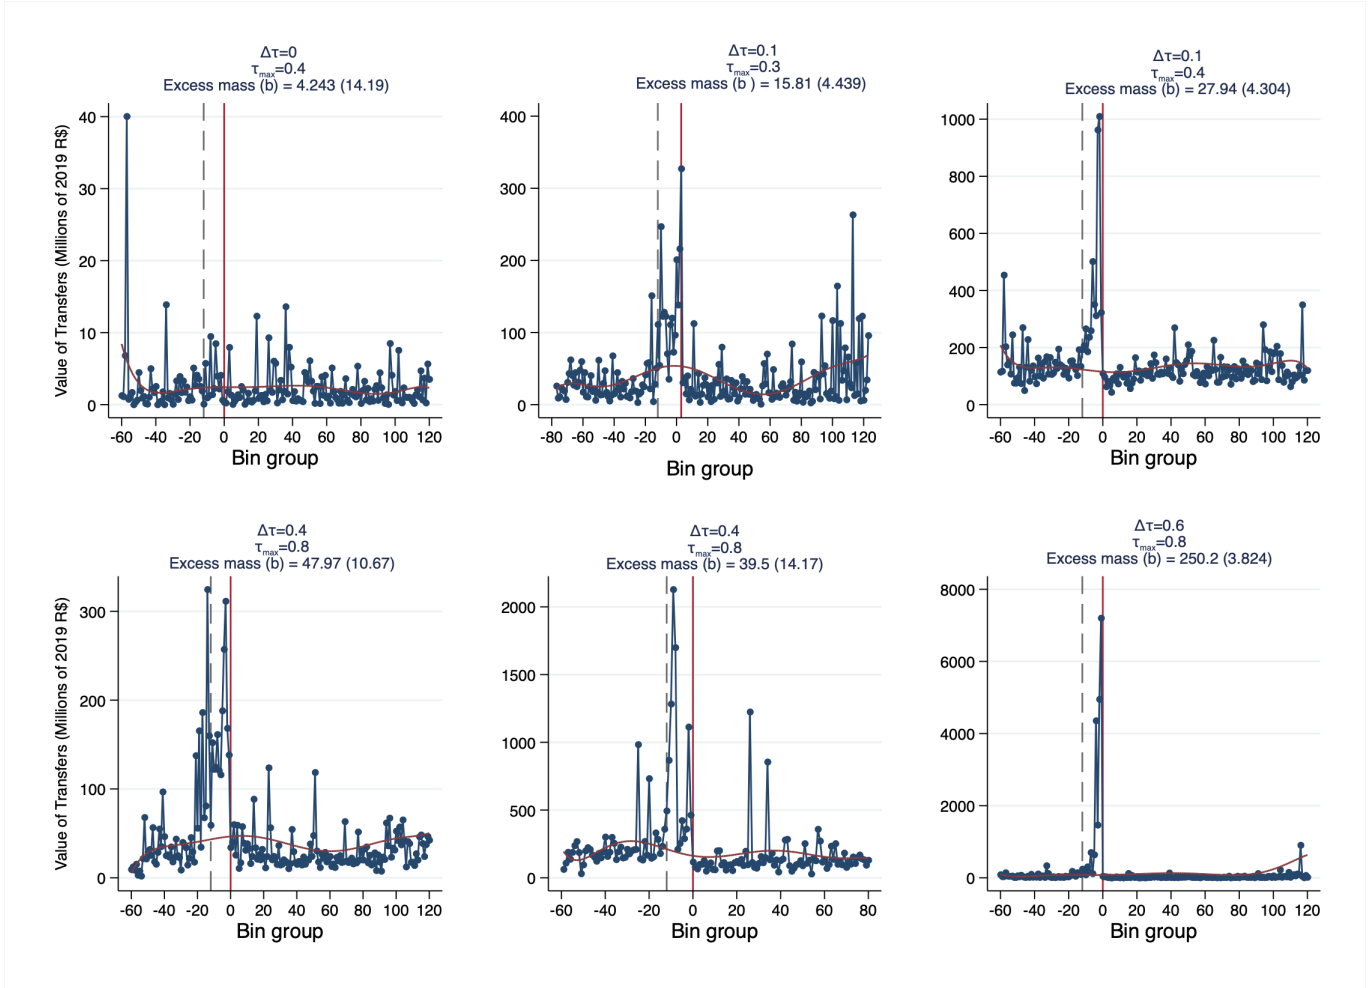 Δτ=0
τmax=0.4
Excess mass (b) = 4.243 (14.19)
Value of Transfers (Millions of 2019 R$)
40
30
20
10
0
-60 -40 -20 0 20 40 60 80 100 120
Bin group
Δτ=0.1
τmax=0.3
Excess mass (b ) = 15.81 (4.439)
400
300
200
100
0
-80 -60 -40 -20 0 20 40 60 80 100 120
Bin group
Δτ=0.1
τmax=0.4
Excess mass (b) = 27.94 (4.304)
1000
800
600
400
200
0
-60 -40 -20 0 20 40 60 80 100 120
Bin group
Δτ=0.4
τmax=0.8
Excess mass (b) = 47.97 (10.67)
Value of Transfers (Millions of 2019 R$)
300
200
100
0
-60 -40 -20 0 20 40 60 80 100 120
Bin group
Δτ=0.4
τmax=0.8
Excess mass (b) = 39.5 (14.17)
2000
1500
1000
500
0
-60 -40 -20 0 20 40 60 80
Bin group
Δτ=0.6
τmax=0.8
Excess mass (b) = 250.2 (3.824)
8000
6000
4000
2000
0
-60 -40 -20 0 20 40 60 80 100 120
Bin group